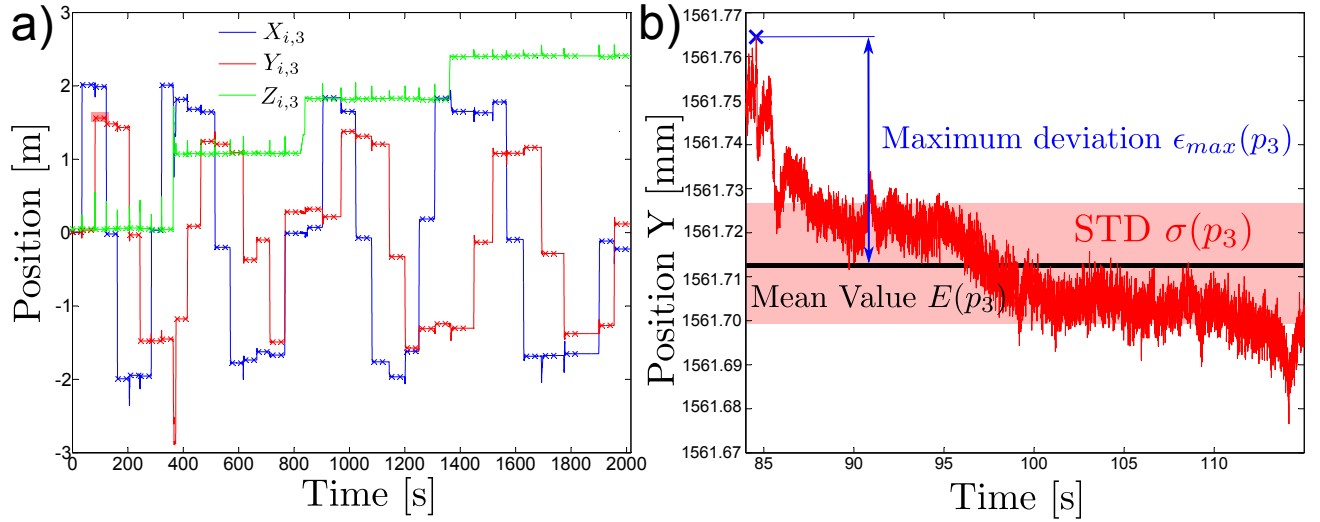 a)
X_{i,3}
Y_{i,3}
Z_{i,3}
Position [m]
3
2
1
0
-1
-2
-3
0 200 400 600 800 1000 1200 1400 1600 1800 2000
Time [s]
b)
1561.77
1561.76
1561.75
1561.74
1561.73
1561.72
1561.71
1561.70
1561.69
1561.68
1561.67
Position Y [mm]
Maximum deviation ϵ_{max}(p_3)
STD σ(p_3)
Mean Value E(p_3)
85 90 95 100 105 110
Time [s]